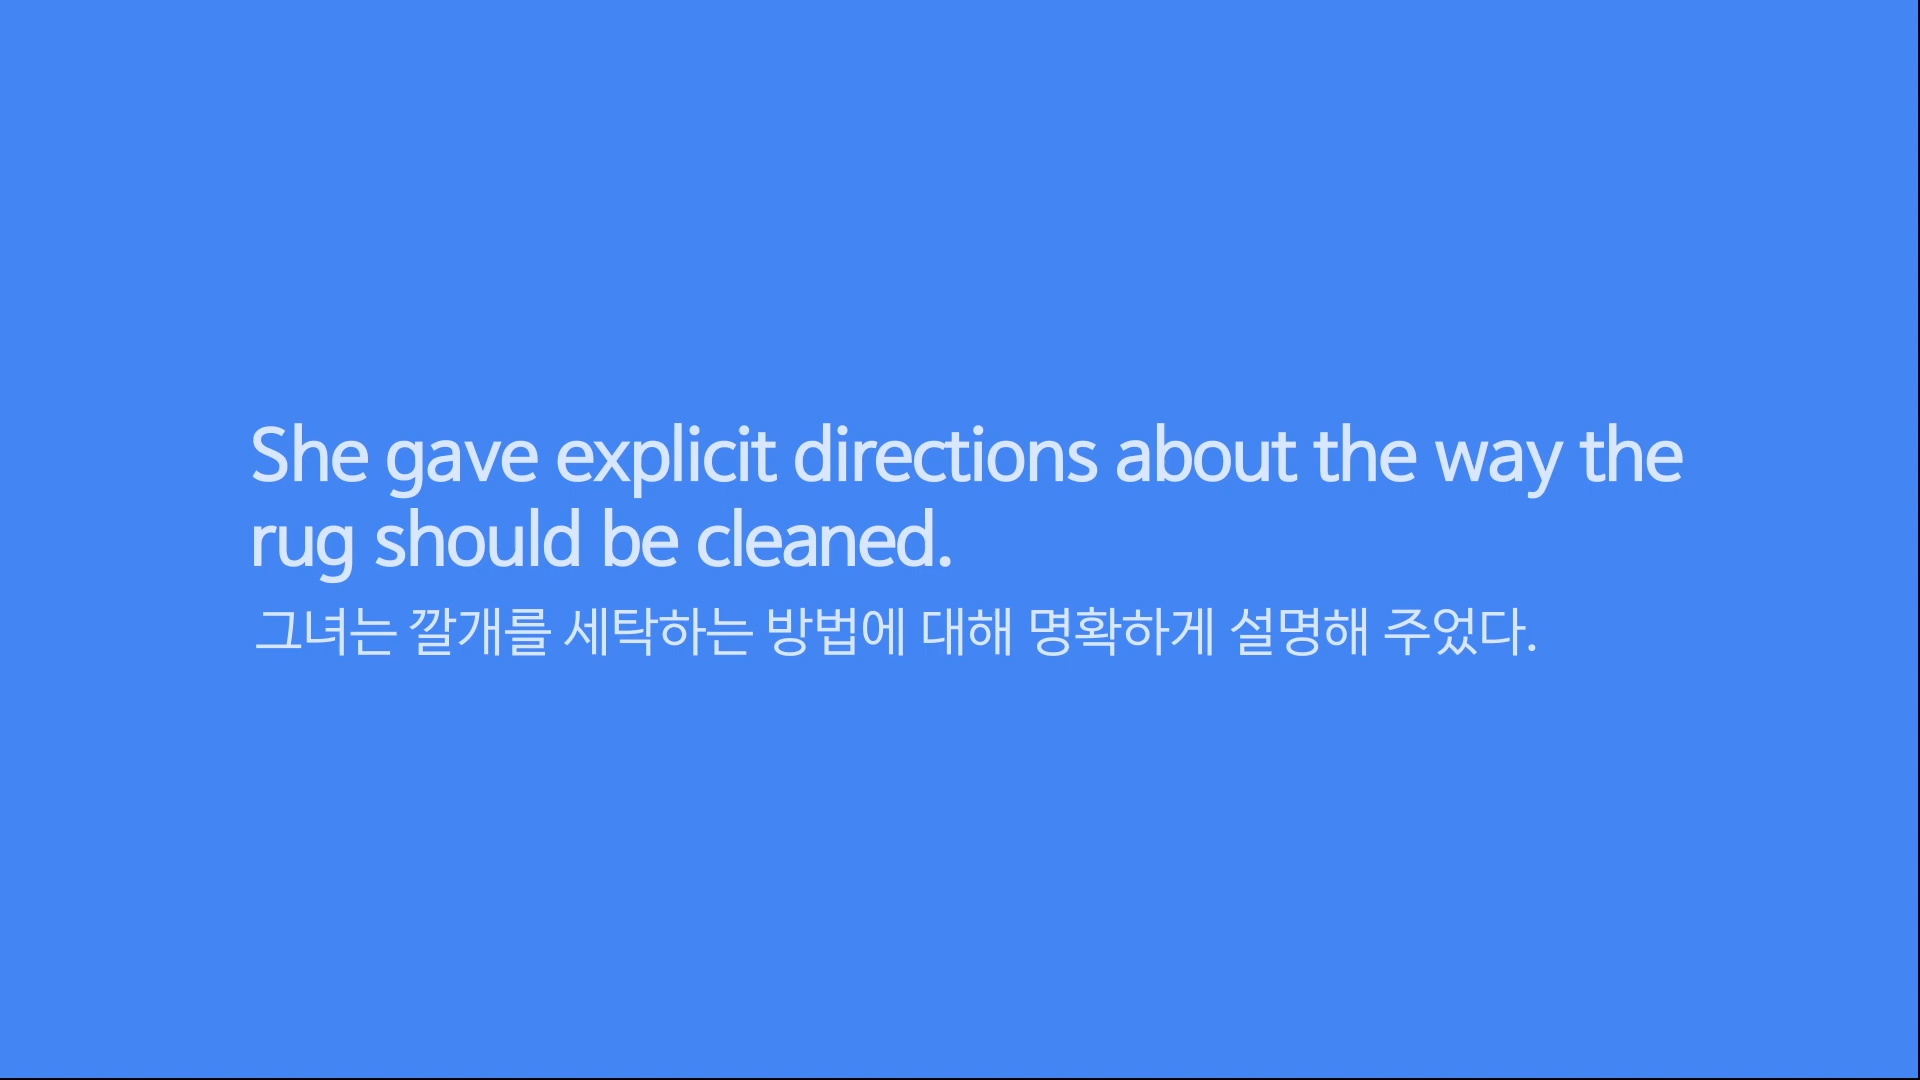 She gave explicit directions about the way the
rug should be cleaned.
그녀는 깔개를 세탁하는 방법에 대해 명확하게 설명해 주었다.